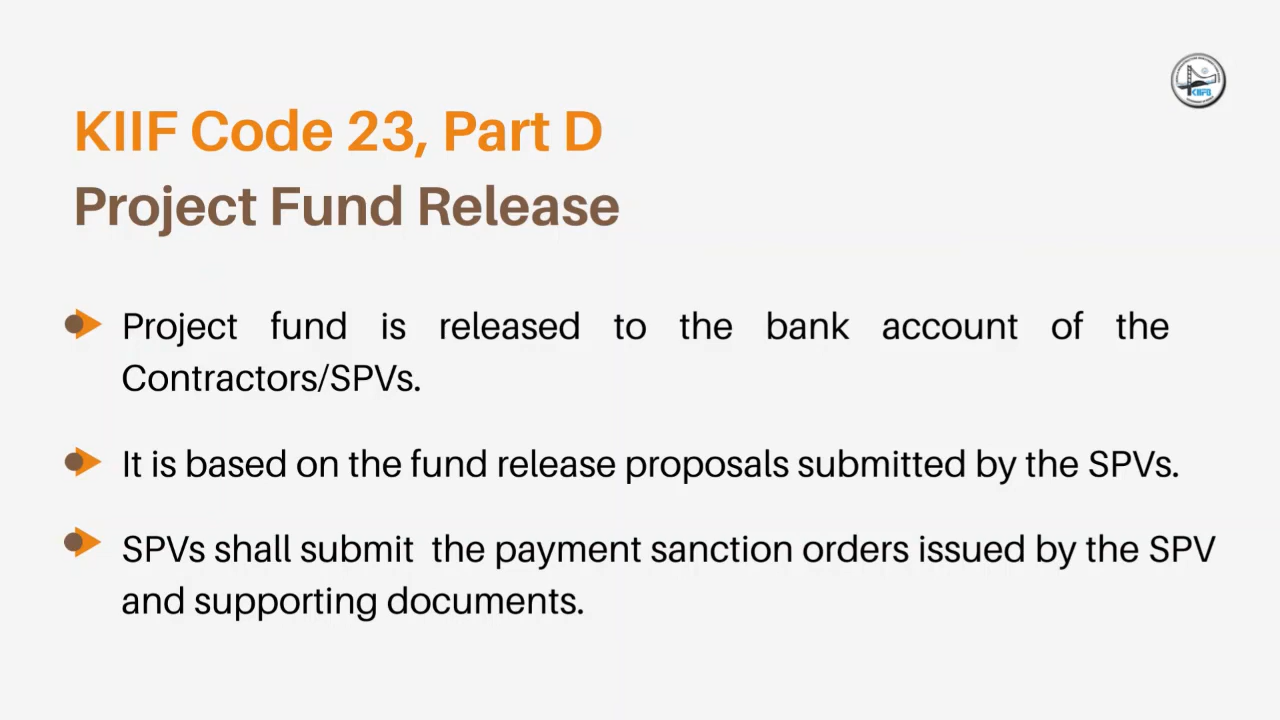 KIIF Code 23, Part D
Project Fund Release
KIIFB
Project fund is released to the bank account of the
Contractors/SPVs.
It is based on the fund release proposals submitted by the SPVs.
SPVs shall submit the payment sanction orders issued by the SPV
and supporting documents.